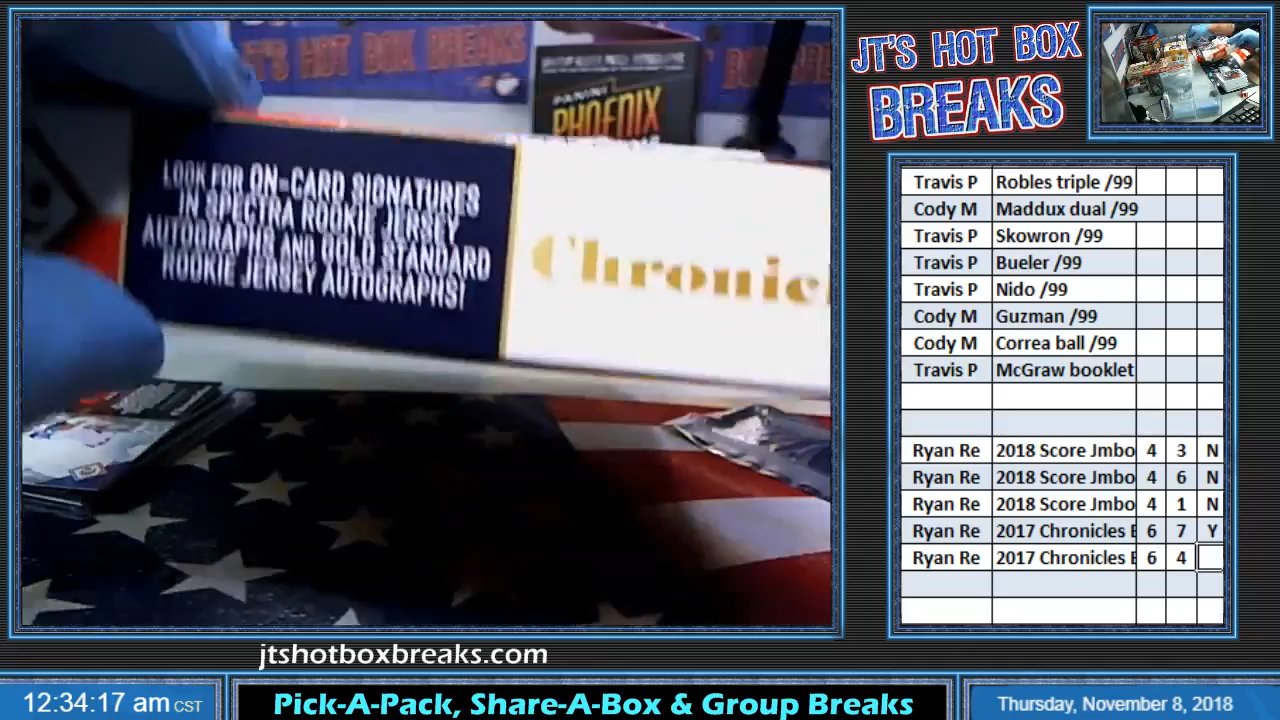 JT'S HOT BOX BREAKS
PANINI
PHOENIX
LOOK FOR ON-CARD SIGNATURES
IN SPECTRA ROOKIE JERSEY
AUTOGRAPHS AND GOLD STANDARD
ROOKIE JERSEY AUTOGRAPHS!
Chronic
JT'S HOT BOX
BREAKS
Travis P Robles triple /99
Cody M Maddux dual /99
Travis P Skowron /99
Travis P Bueler /99
Travis P Nido /99
Cody M Guzman /99
Cody M Correa ball /99
Travis P McGraw booklet
Ryan Re 2018 Score Jmbo 4 3 N
Ryan Re 2018 Score Jmbo 4 6 N
Ryan Re 2018 Score Jmbo 4 1 N
Ryan Re 2017 Chronicles 6 7 Y
Ryan Re 2017 Chronicles 6 4
jtshotboxbreaks.com
12:34:17 am CST
Pick-A-Pack, Share-A-Box & Group Breaks
Thursday, November 8, 2018